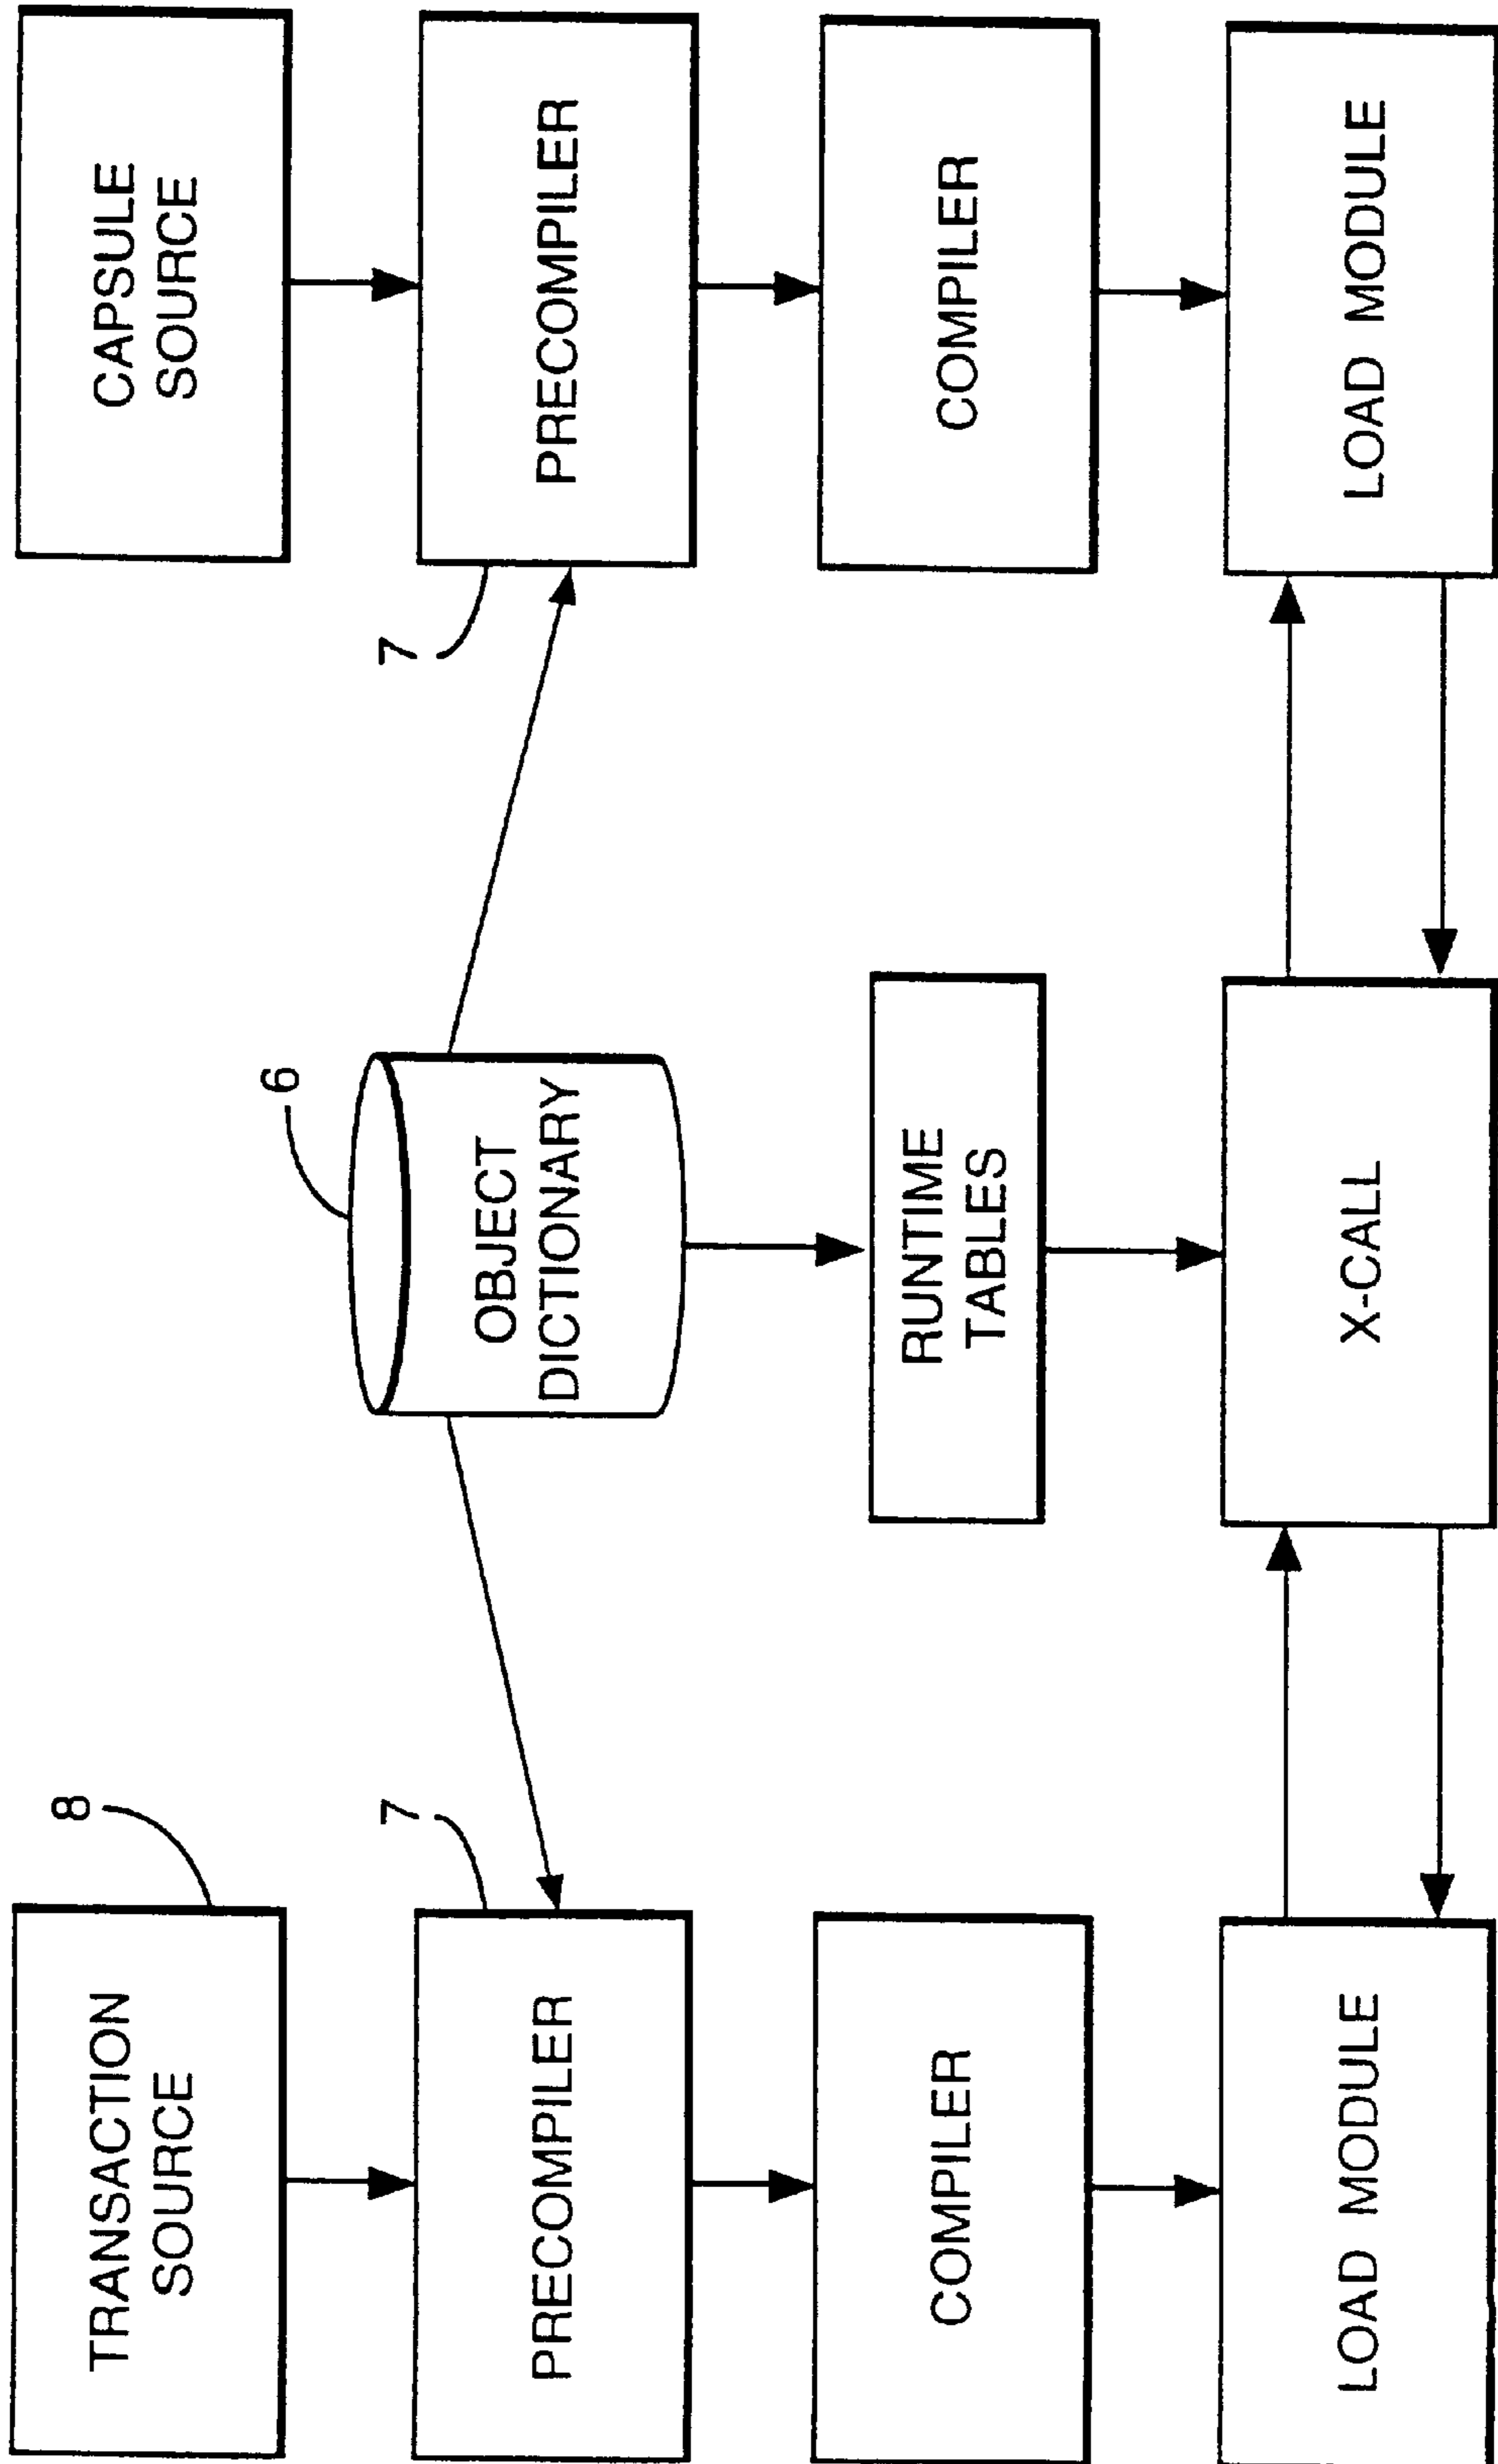 TRANSACTION
SOURCE
8
CAPSULE
SOURCE
6
7
7
PRECOMPILER
OBJECT
DICTIONARY
PRECOMPILER
COMPILER
RUNTIME
TABLES
COMPILER
LOAD MODULE
X-CALL
LOAD MODULE